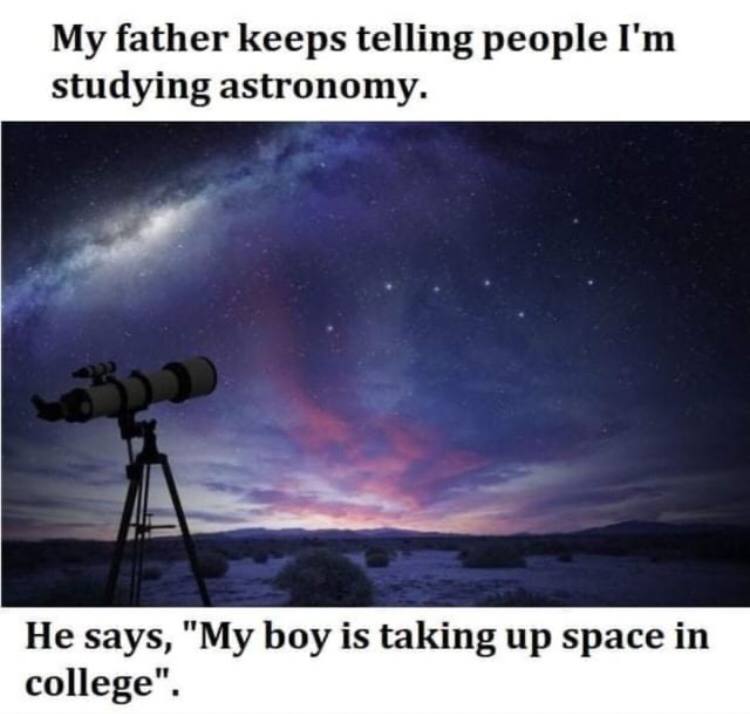 My father keeps telling people I'm
studying astronomy.
He says, "My boy is taking up space in
college".